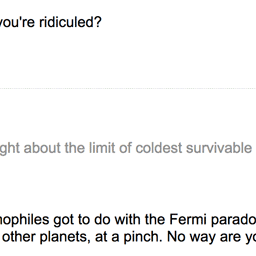 you're ridiculed?
ght about the limit of coldest survivable
nophiles got to do with the Fermi parado
other planets, at a pinch. No way are yo